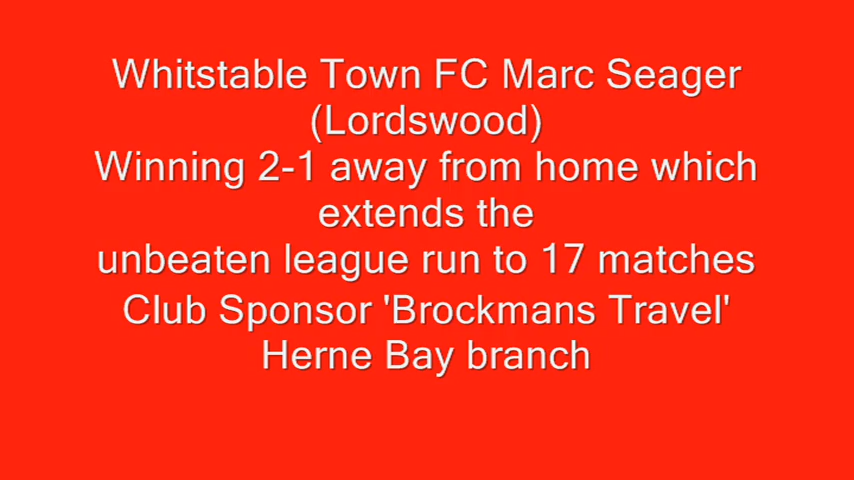 Whitstable Town FC Marc Seager
(Lordswood)
Winning 2-1 away from home which
extends the
unbeaten league run to 17 matches
Club Sponsor 'Brockmans Travel'
Herne Bay branch